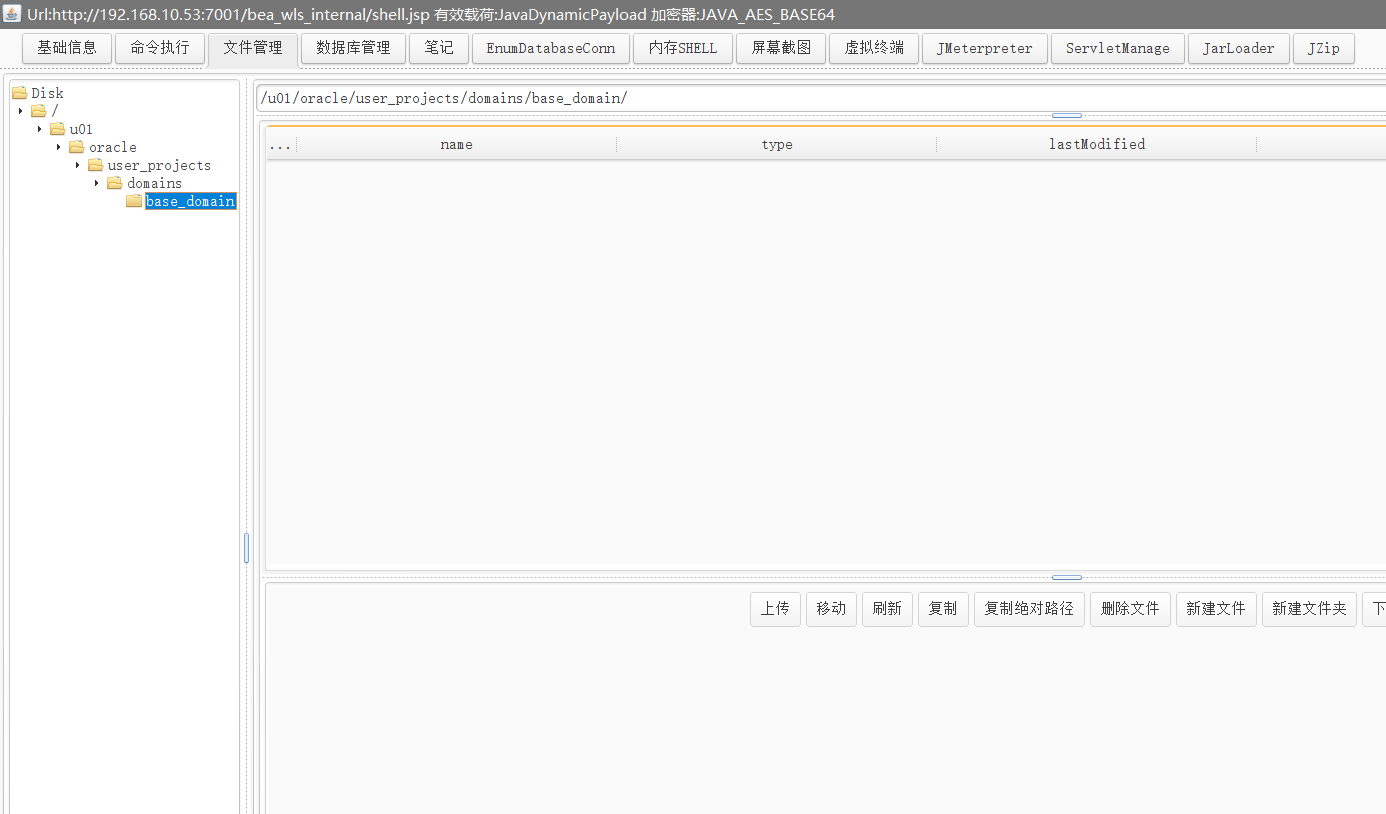 Url:http://192.168.10.53:7001/bea_wls_internal/shell.jsp 有效载荷:JavaDynamicPayload 加密器:JAVA_AES_BASE64
基础信息 命令执行 文件管理 数据库管理 笔记 EnumDatabaseConn 内存SHELL 屏幕截图 虚拟终端 JMeterpreter ServletManage JarLoader JZip
Disk
/
u01
oracle
user_projects
domains
base_domain
/u01/oracle/user_projects/domains/base_domain/
... name type lastModified
上传 移动 刷新 复制 复制绝对路径 删除文件 新建文件 新建文件夹 下